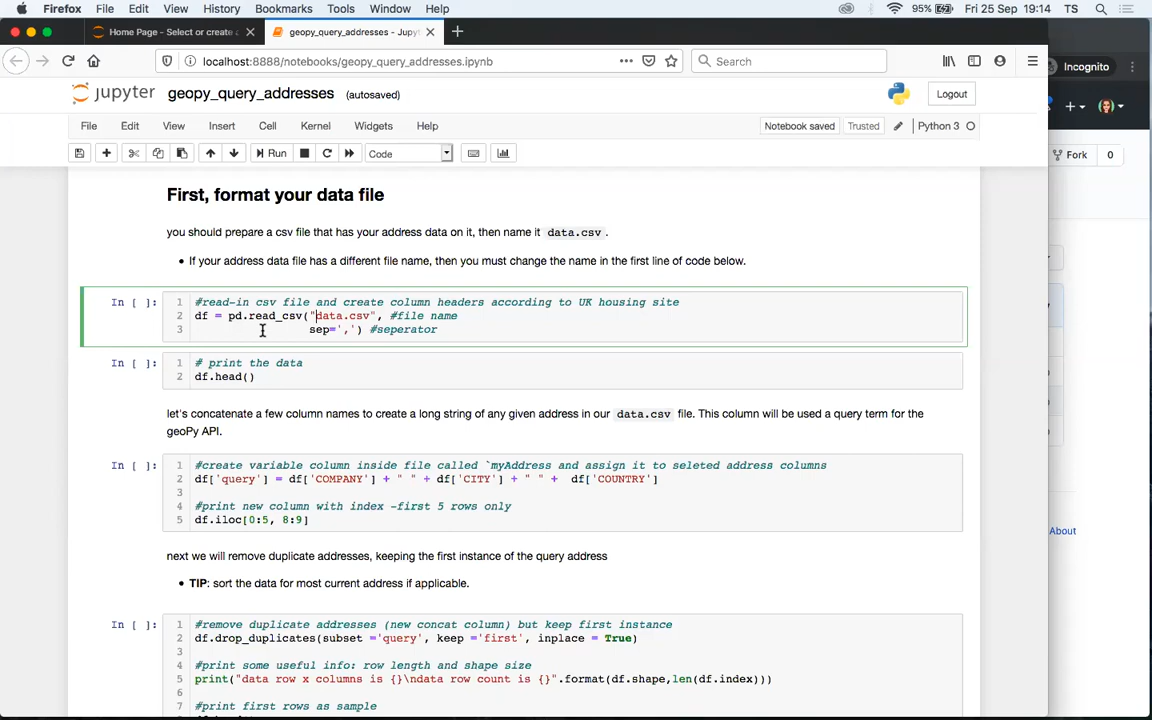 Firefox File Edit View History Bookmarks Tools Window Help 95% Fri 25 Sep 19:14 TS
Home Page - Select or create a
geopy_query_addresses - Jupyt
localhost:8888/notebooks/geopy_query_addresses.ipynb
Search
Incognito
jupyter geopy_query_addresses (autosaved)
Logout
File Edit View Insert Cell Kernel Widgets Help
Notebook saved Trusted Python 3
Run Code
Fork 0
First, format your data file
you should prepare a csv file that has your address data on it, then name it data.csv .
• If your address data file has a different file name, then you must change the name in the first line of code below.
In [ ]: 1 #read-in csv file and create column headers according to UK housing site
2 df = pd.read_csv("data.csv", #file name
3 sep=',') #seperator
In [ ]: 1 # print the data
2 df.head()
let's concatenate a few column names to create a long string of any given address in our data.csv file. This column will be used a query term for the
geoPy API.
In [ ]: 1 #create variable column inside file called `myAddress and assign it to seleted address columns
2 df['query'] = df['COMPANY'] + " " + df['CITY'] + " " + df['COUNTRY']
3
4 #print new column with index -first 5 rows only
5 df.iloc[0:5, 8:9]
About
next we will remove duplicate addresses, keeping the first instance of the query address
• TIP: sort the data for most current address if applicable.
In [ ]: 1 #remove duplicate addresses (new concat column) but keep first instance
2 df.drop_duplicates(subset ='query', keep ='first', inplace = True)
3
4 #print some useful info: row length and shape size
5 print("data row x columns is {}\ndata row count is {}".format(df.shape,len(df.index)))
6
7 #print first rows as sample